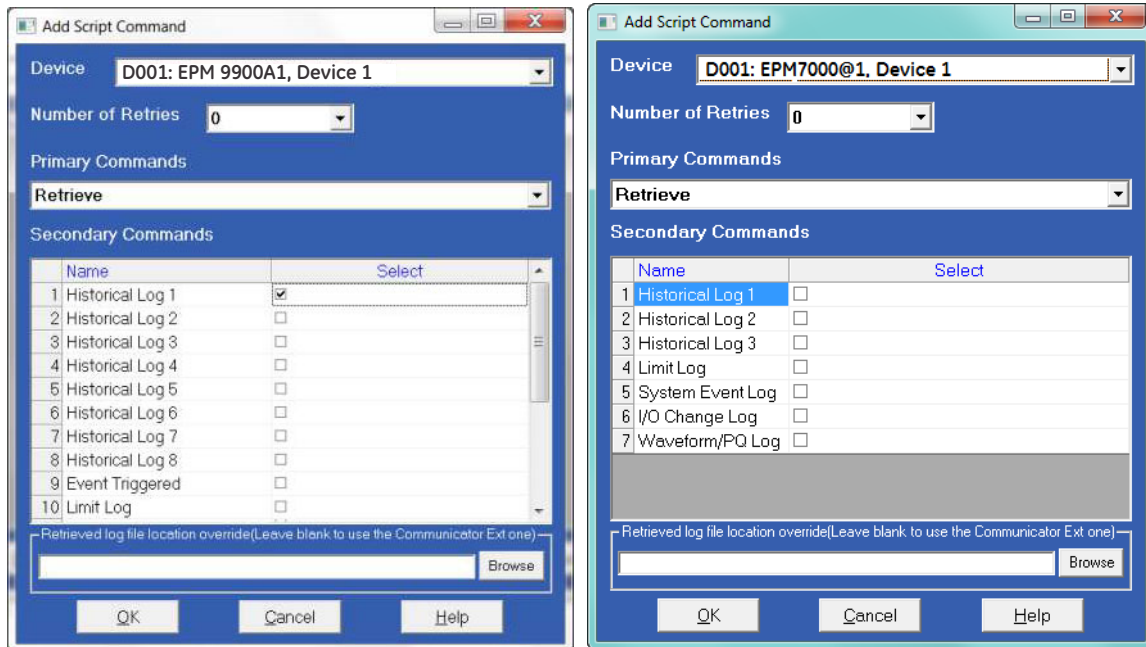 Add Script Command
Device D001: EPM 9900A1, Device 1
Number of Retries 0
Primary Commands
Retrieve
Secondary Commands
Name Select
1 Historical Log 1
2 Historical Log 2
3 Historical Log 3
4 Historical Log 4
5 Historical Log 5
6 Historical Log 6
7 Historical Log 7
8 Historical Log 8
9 Event Triggered
10 Limit Log
Retrieved log file location override(Leave blank to use the Communicator Ext one)
Browse
OK Cancel Help
Add Script Command
Device D001: EPM7000@1, Device 1
Number of Retries 0
Primary Commands
Retrieve
Secondary Commands
Name Select
1 Historical Log 1
2 Historical Log 2
3 Historical Log 3
4 Limit Log
5 System Event Log
6 I/O Change Log
7 Waveform/PQ Log
Retrieved log file location override(Leave blank to use the Communicator Ext one)
Browse
OK Cancel Help